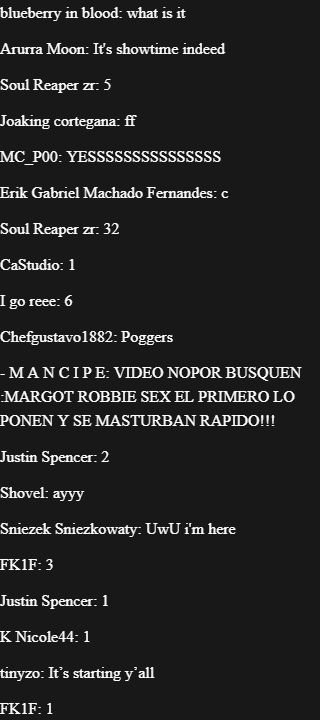 blueberry in blood: what is it
Arurra Moon: It's showtime indeed
Soul Reaper zr: 5
Joaking cortegana: ff
MC_P00: YESSSSSSSSSSSSSSS
Erik Gabriel Machado Fernandes: c
Soul Reaper zr: 32
CaStudio: 1
I go reee: 6
Chefgustavo1882: Poggers
- M A N C I P E: VIDEO NOPOR BUSQUEN
:MARGOT ROBBIE SEX EL PRIMERO LO
PONEN Y SE MASTURBAN RAPIDO!!!
Justin Spencer: 2
Shovel: ayyy
Sniezek Sniezkowaty: UwU i'm here
FK1F: 3
Justin Spencer: 1
K Nicole44: 1
tinyzo: It’s starting y’all
FK1F: 1